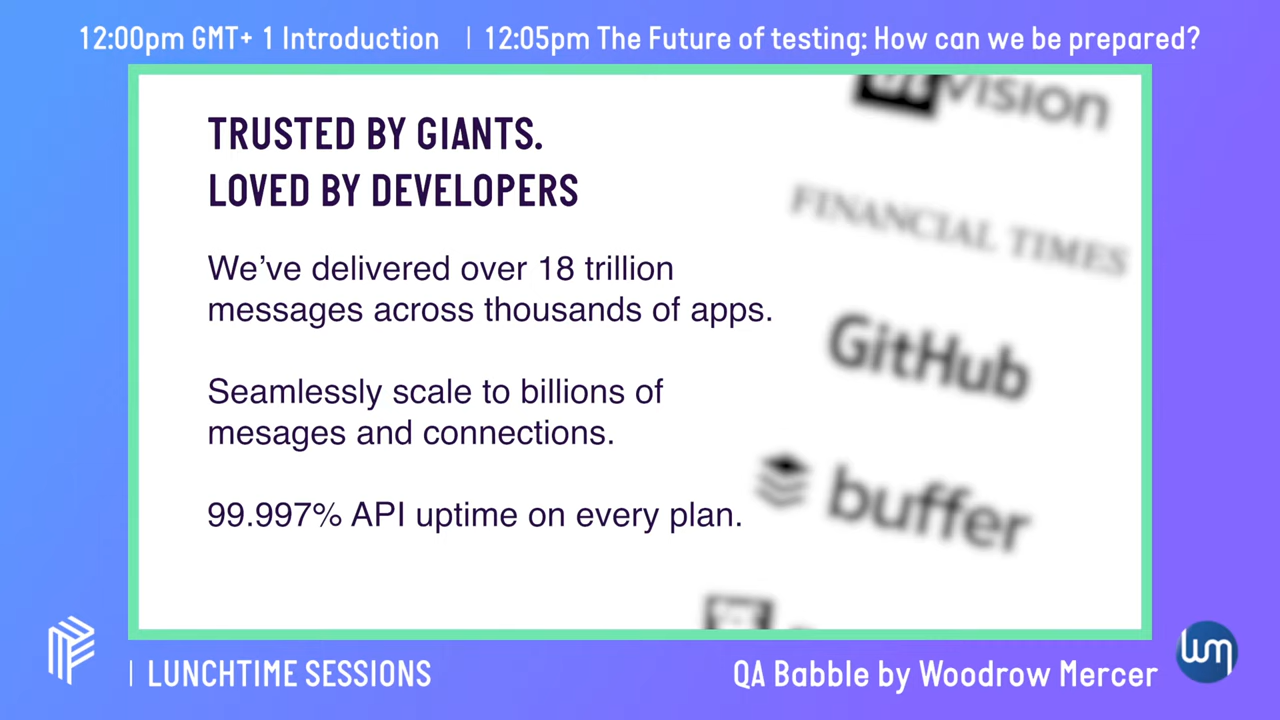 12:00pm GMT+ 1 Introduction | 12:05pm The Future of testing: How can we be prepared?
TRUSTED BY GIANTS.
LOVED BY DEVELOPERS
We've delivered over 18 trillion
messages across thousands of apps.
Seamlessly scale to billions of
mesages and connections.
99.997% API uptime on every plan.
vision
FINANCIAL TIMES
GitHub
buffer
| LUNCHTIME SESSIONS
QA Babble by Woodrow Mercer
wm